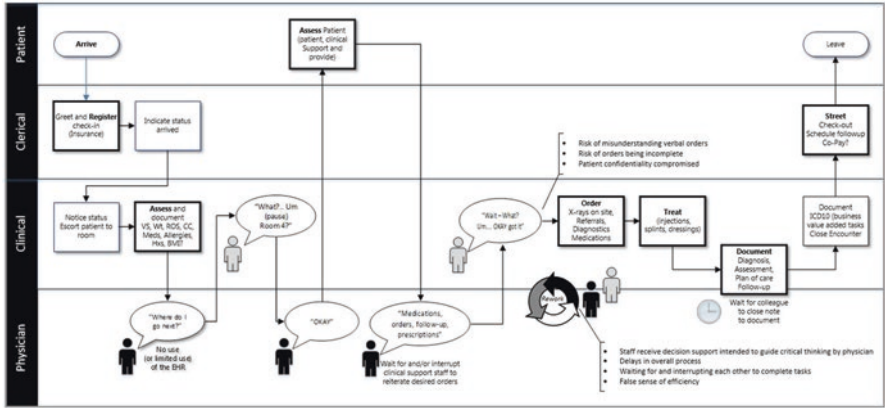 Patient
Clerical
Clinical
Physician
Arrive
Greet and Register
check-in
(Insurance)
Indicate status
arrived
Notice status
Escort patient to
room
Assess and
document
VS, Wt, ROS, CC,
Meds, Allergies,
Hxs, BMI?
"Where do I
go next?"
No use
(or limited use)
of the EHR
"What?... Um
(pause)
Room 4?"
"OKAY"
Assess Patient
(patient, clinical
Support and
provide)
"Medications,
orders, follow-up,
prescriptions"
Wait for and/or interrupt
clinical support staff to
reiterate desired orders
"Wait – What?
Um... OKAY got it"
• Risk of misunderstanding verbal orders
• Risk of orders being incomplete
• Patient confidentiality compromised
Order
X-rays on site,
Referrals,
Diagnostics
Medications
Treat
(injections,
splints, dressings)
Rework
• Staff receive decision support intended to guide critical thinking by physician
• Delays in overall process
• Waiting for and interrupting each other to complete tasks
• False sense of efficiency
Document
Diagnosis,
Assessment,
Plan of care
Follow-up
Wait for colleague
to close note
to document
Document
ICD10 (business
value added tasks
Close Encounter
Street
Check-out
Schedule followup
Co-Pay?
Leave